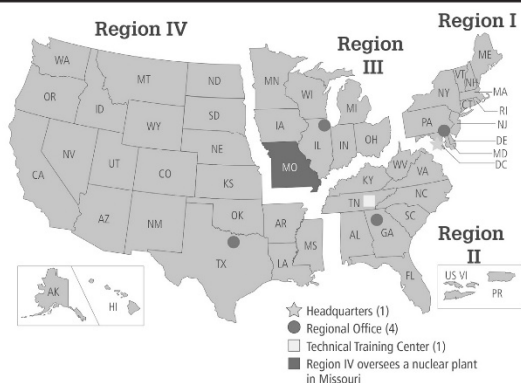 Region IV
Region III
Region I
Region II
WA
OR
CA
NV
ID
MT
WY
UT
AZ
CO
NM
ND
SD
NE
KS
OK
TX
MN
IA
MO
AR
LA
WI
IL
MI
IN
OH
KY
TN
MS
AL
GA
FL
SC
NC
VA
WV
PA
NY
VT
NH
ME
MA
CT
RI
NJ
DE
MD
DC
AK
HI
US VI
PR
Headquarters (1)
Regional Office (4)
Technical Training Center (1)
Region IV oversees a nuclear plant
in Missouri